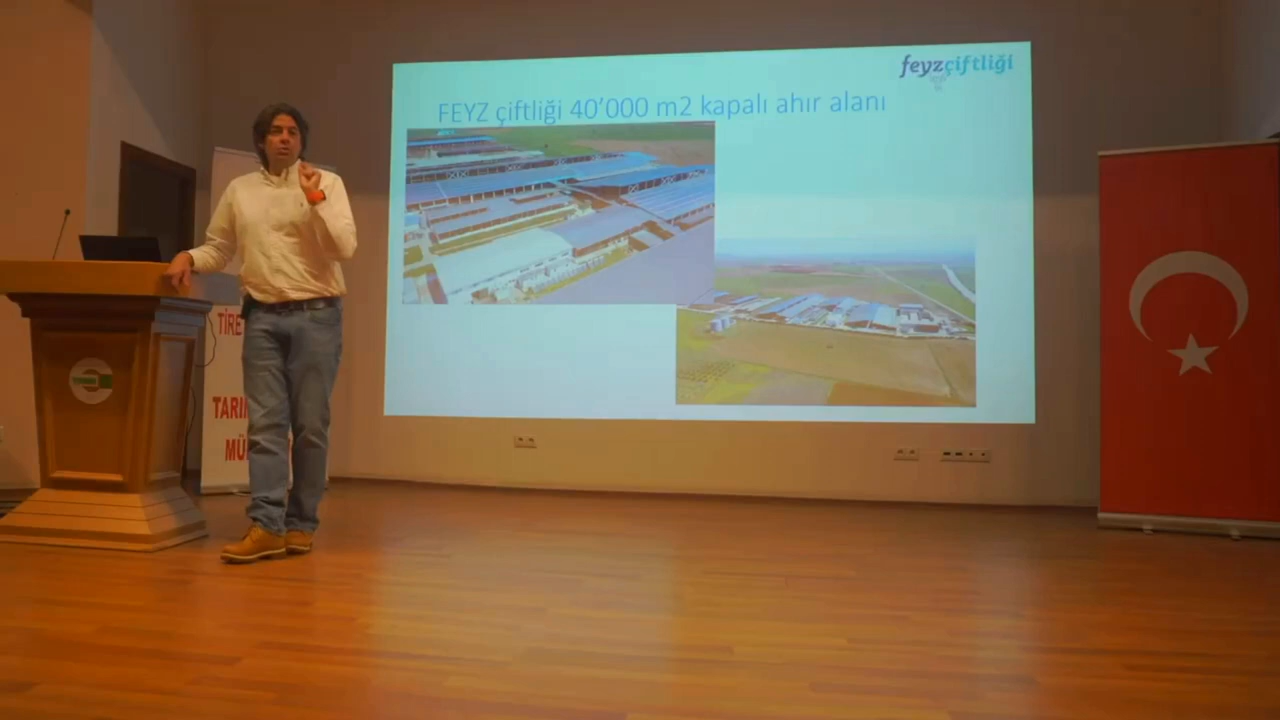 feyzçiftliği
FEYZ çiftliği 40'000 m2 kapalı ahır alanı
TİRE
TARIM
MÜ